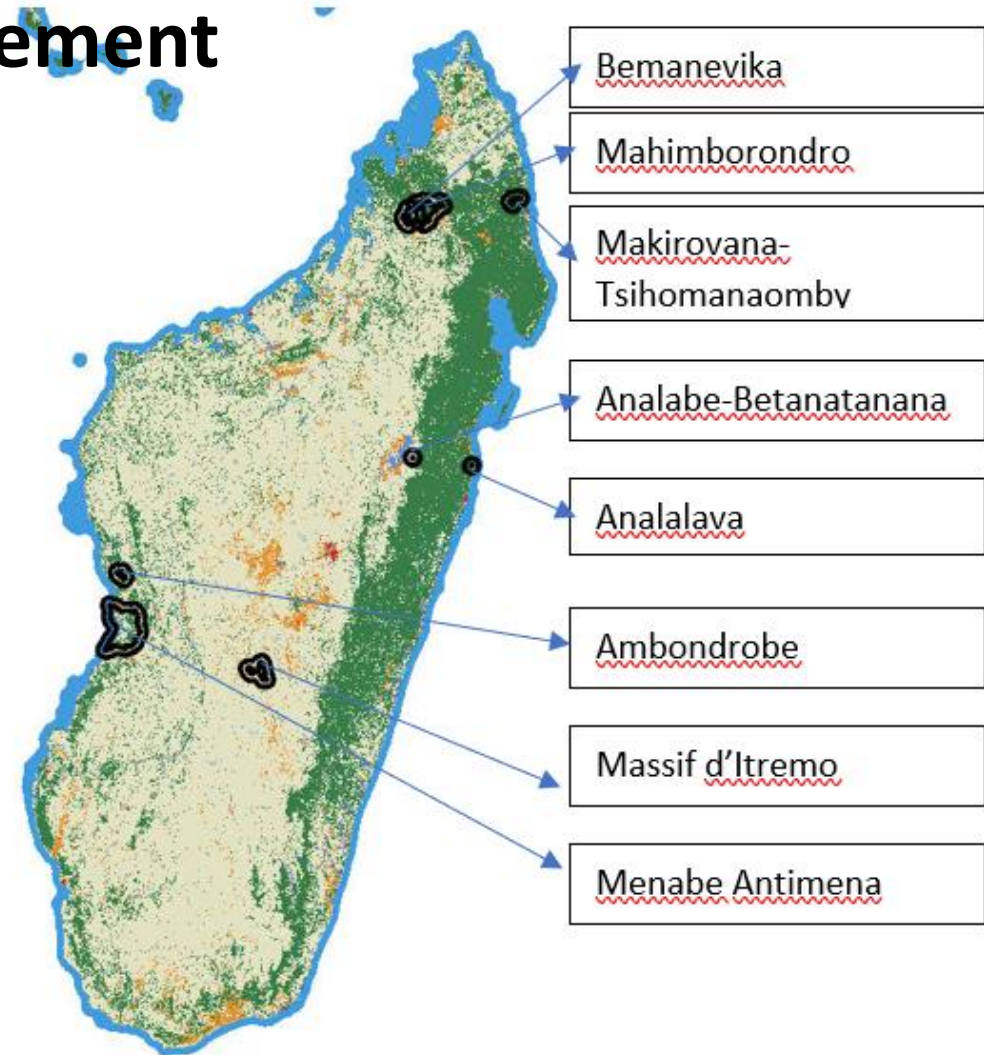 ement
Bemanevika
Mahimborondro
Makirovana-
Tsihomanaomby
Analabe-Betanatanana
Analalava
Ambondrobe
Massif d’Itremo
Menabe Antimena